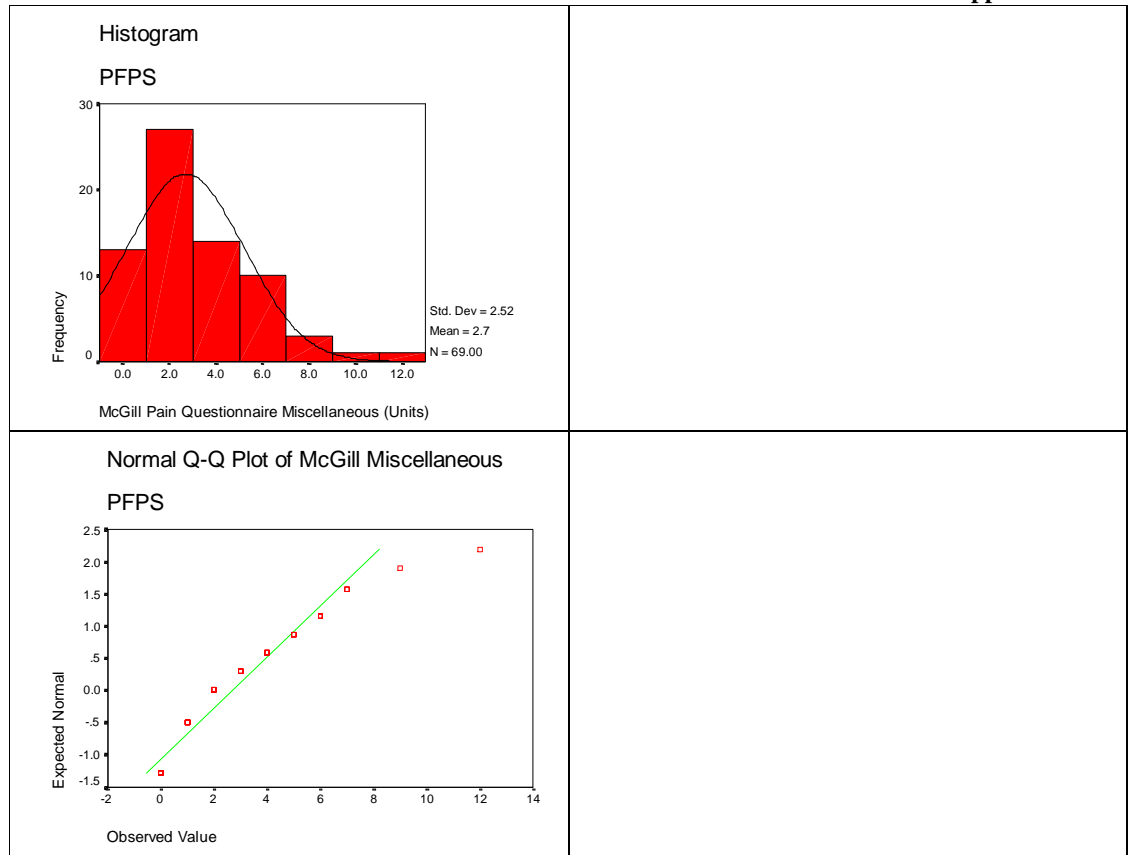 Histogram
PFPS
30
20
10
0
Frequency
0.0 2.0 4.0 6.0 8.0 10.0 12.0
Std. Dev = 2.52
Mean = 2.7
N = 69.00
McGill Pain Questionnaire Miscellaneous (Units)
Normal Q-Q Plot of McGill Miscellaneous
PFPS
2.5
2.0
1.5
1.0
.5
0.0
-.5
-1.0
-1.5
Expected Normal
-2 0 2 4 6 8 10 12 14
Observed Value